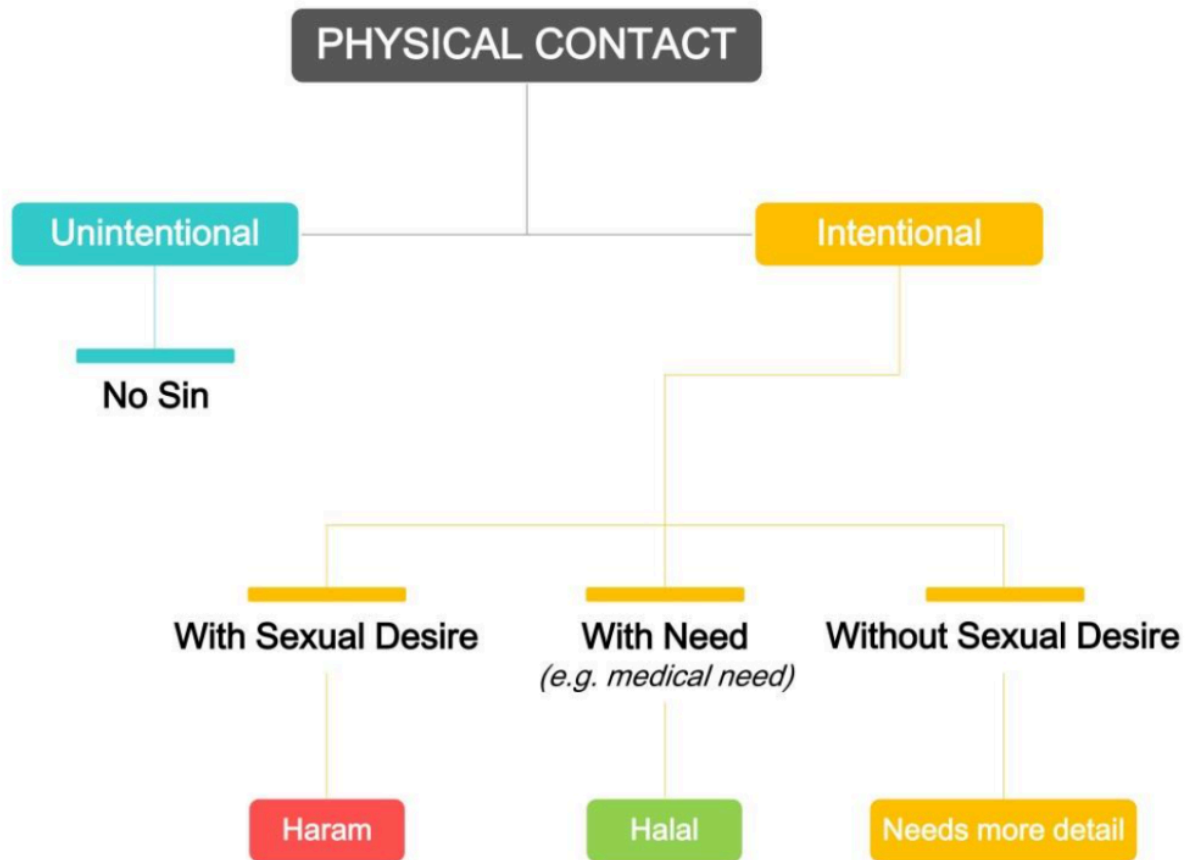 PHYSICAL CONTACT
Unintentional
Intentional
No Sin
With Sexual Desire
With Need
(e.g. medical need)
Without Sexual Desire
Haram
Halal
Needs more detail